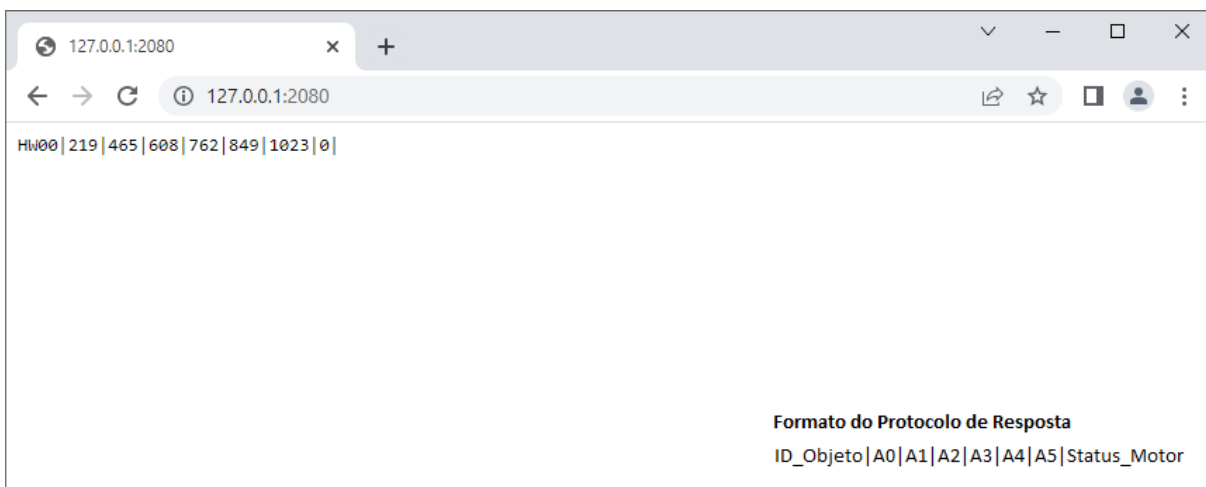 127.0.0.1:2080
127.0.0.1:2080
HW00|219|465|608|762|849|1023|0|
Formato do Protocolo de Resposta
ID_Objeto|A0|A1|A2|A3|A4|A5|Status_Motor